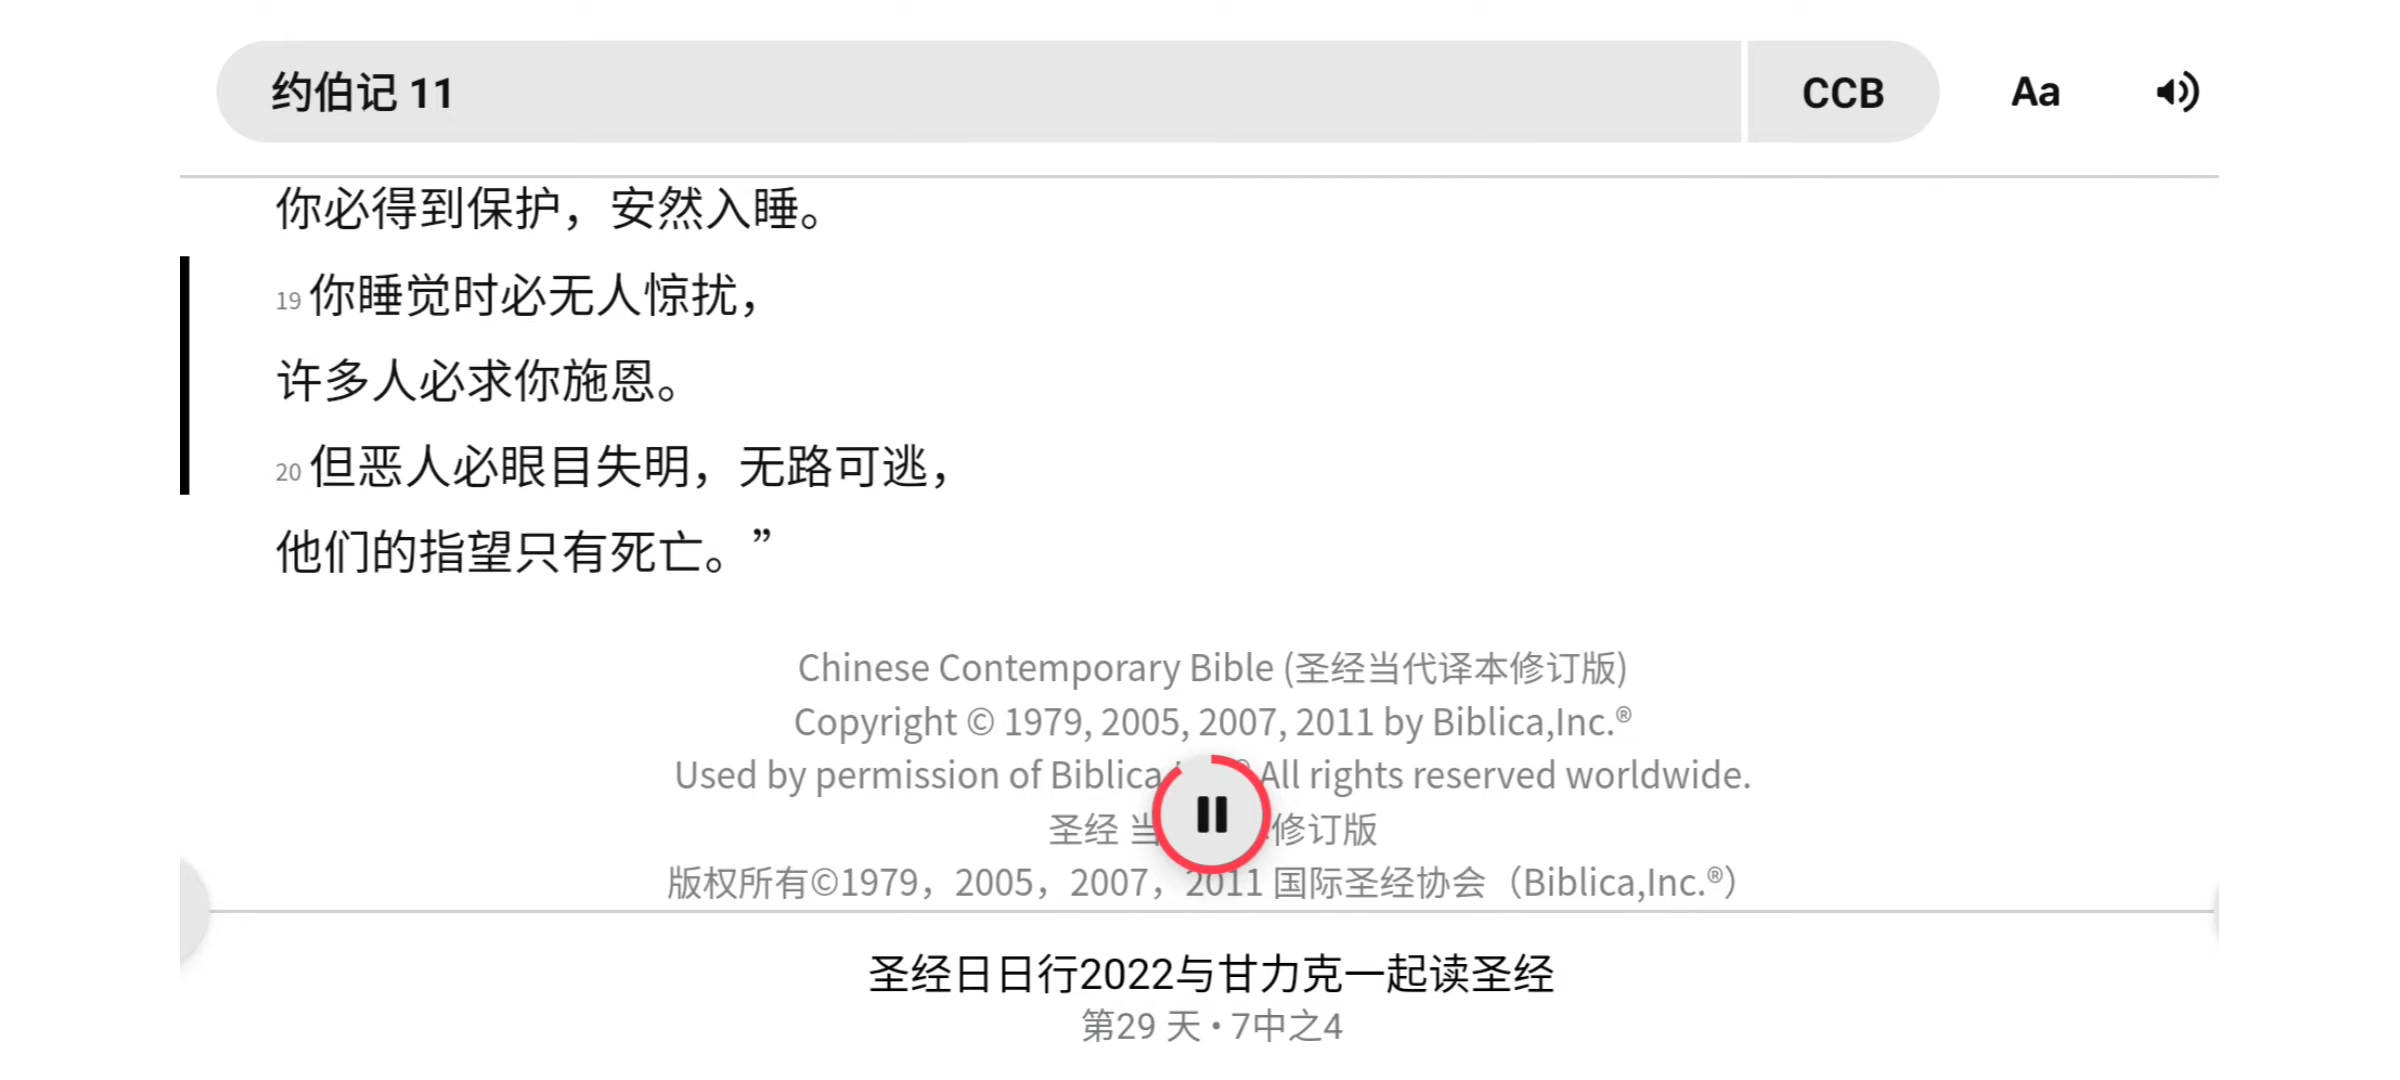 约伯记 11
CCB
Aa
你必得到保护，安然入睡。
19 你睡觉时必无人惊扰，
许多人必求你施恩。
20 但恶人必眼目失明，无路可逃，
他们的指望只有死亡。”
Chinese Contemporary Bible (圣经当代译本修订版)
Copyright © 1979, 2005, 2007, 2011 by Biblica,Inc.®
Used by permission of Biblica ® All rights reserved worldwide.
圣经 当 修订版
版权所有©1979，2005，2007，2011 国际圣经协会（Biblica,Inc.®）
圣经日日行2022与甘力克一起读圣经
第29 天 • 7中之4